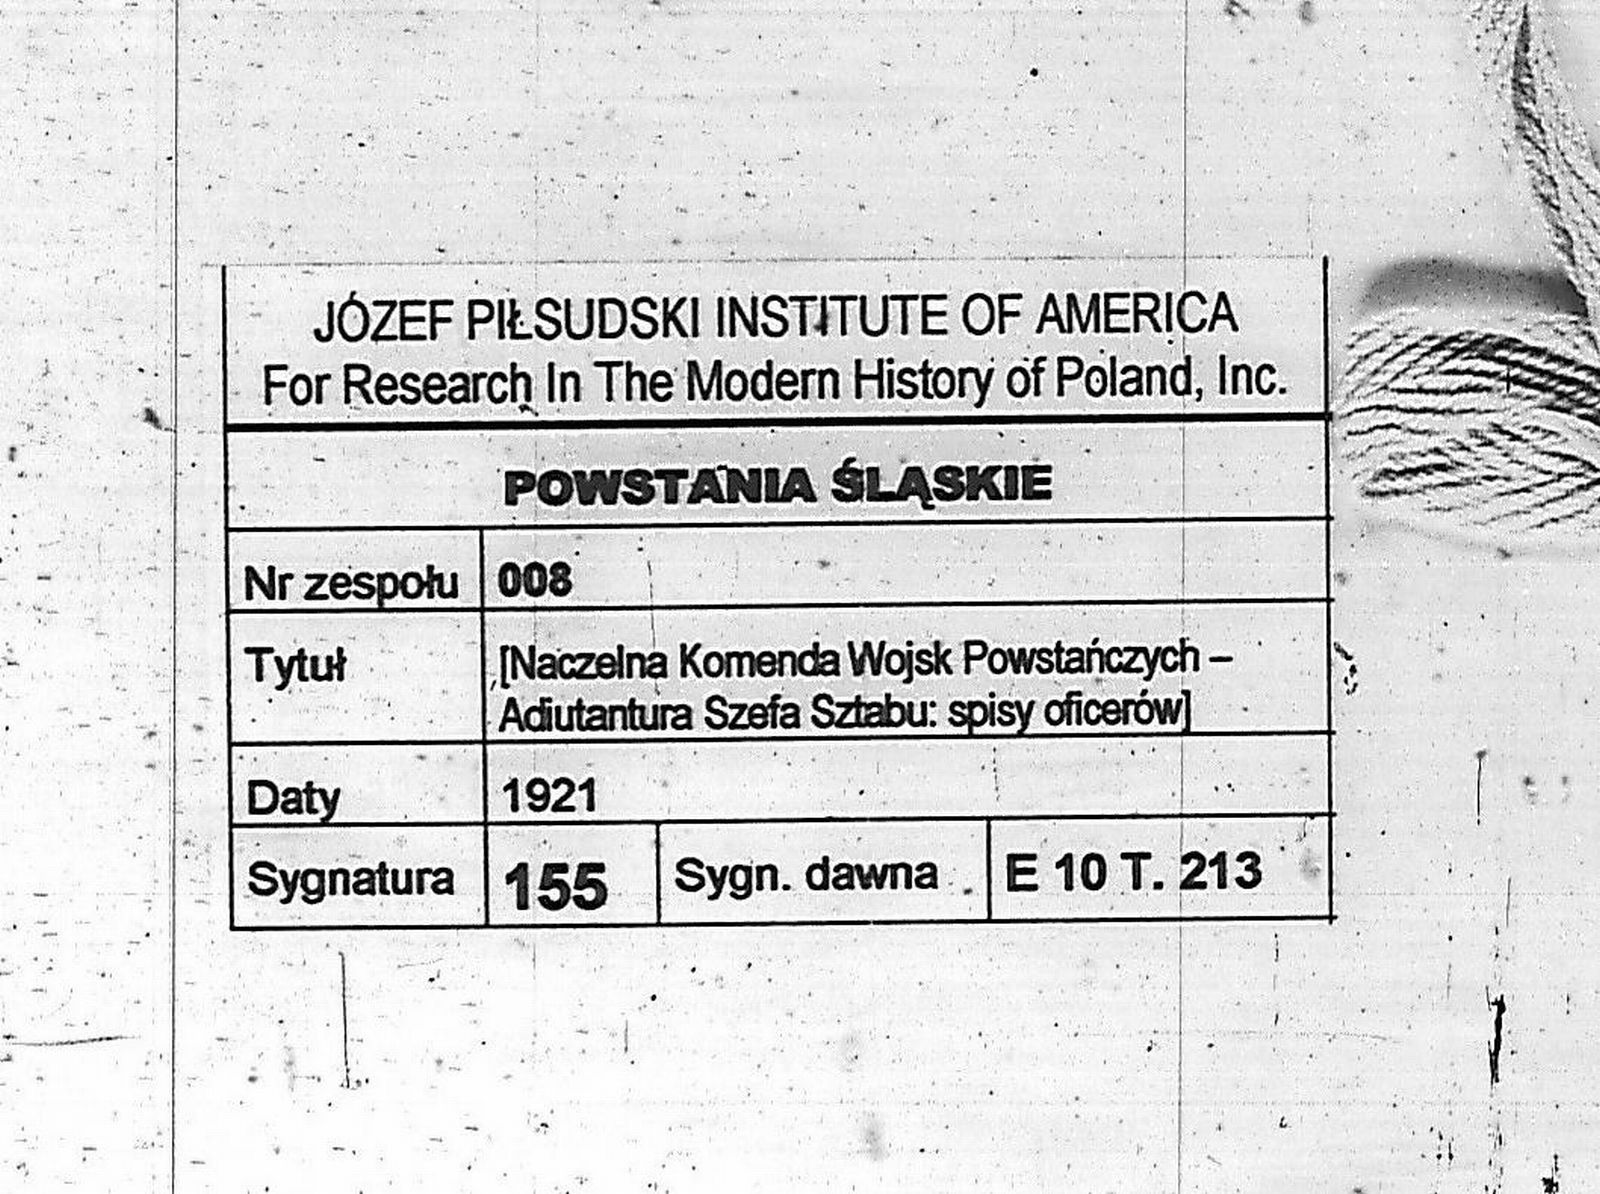 JÓZEF PIŁSUDSKI INSTITUTE OF AMERICA
For Research In The Modern History of Poland, Inc.
POWSTANIA ŚLĄSKIE
Nr zespołu 008
Tytuł [Naczelna Komenda Wojsk Powstańczych –
Adiutantura Szefa Sztabu: spisy oficerów]
Daty 1921
Sygnatura 155 Sygn. dawna E 10 T. 213